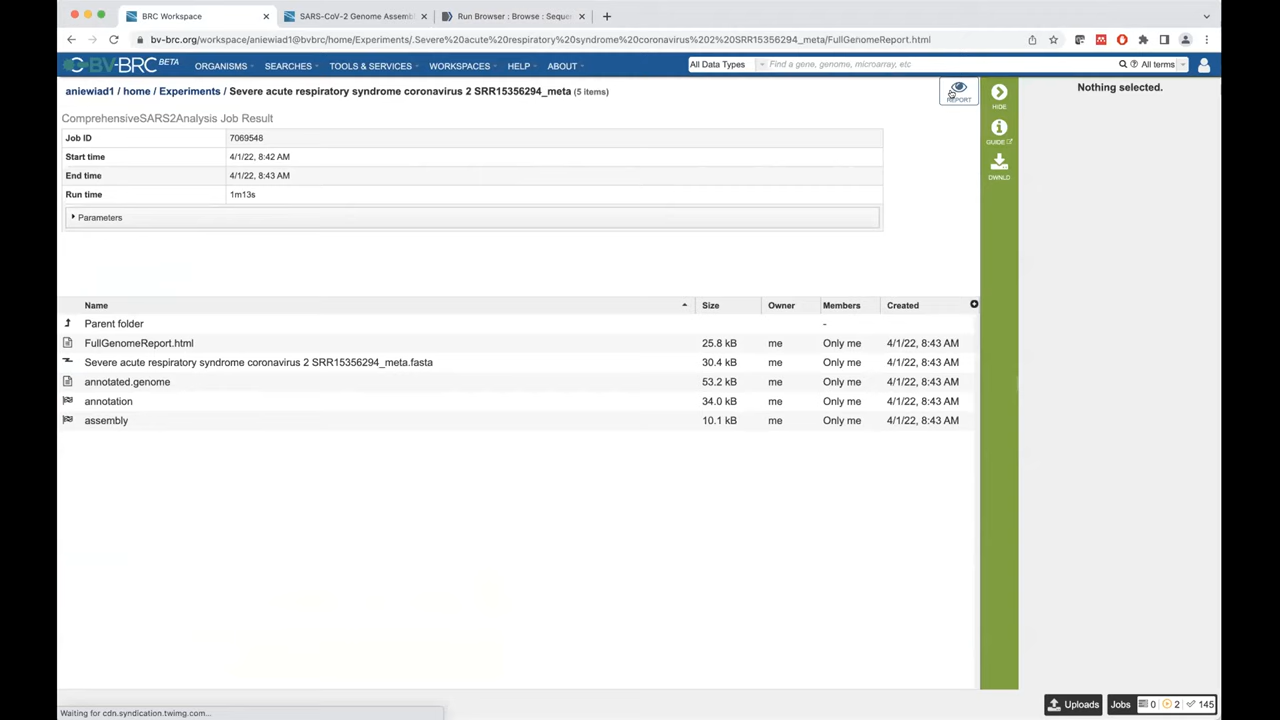 BRC Workspace
SARS-CoV-2 Genome Assembl
Run Browser : Browse : Seque
bv-brc.org/workspace/aniewiad1@bvbrc/home/Experiments/.Severe%20acute%20respiratory%20syndrome%20coronavirus%202%20SRR15356294_meta/FullGenomeReport.html
BV-BRC BETA ORGANISMS SEARCHES TOOLS & SERVICES WORKSPACES HELP ABOUT All Data Types Find a gene, genome, microarray, etc All terms
aniewiad1 / home / Experiments / Severe acute respiratory syndrome coronavirus 2 SRR15356294_meta (5 items)
REPORT
HIDE
GUIDE
DWNLD
Nothing selected.
ComprehensiveSARS2Analysis Job Result
Job ID 7069548
Start time 4/1/22, 8:42 AM
End time 4/1/22, 8:43 AM
Run time 1m13s
Parameters
Name Size Owner Members Created
Parent folder -
FullGenomeReport.html 25.8 kB me Only me 4/1/22, 8:43 AM
Severe acute respiratory syndrome coronavirus 2 SRR15356294_meta.fasta 30.4 kB me Only me 4/1/22, 8:43 AM
annotated.genome 53.2 kB me Only me 4/1/22, 8:43 AM
annotation 34.0 kB me Only me 4/1/22, 8:43 AM
assembly 10.1 kB me Only me 4/1/22, 8:43 AM
Waiting for cdn.syndication.twimg.com...
Uploads Jobs 0 2 145